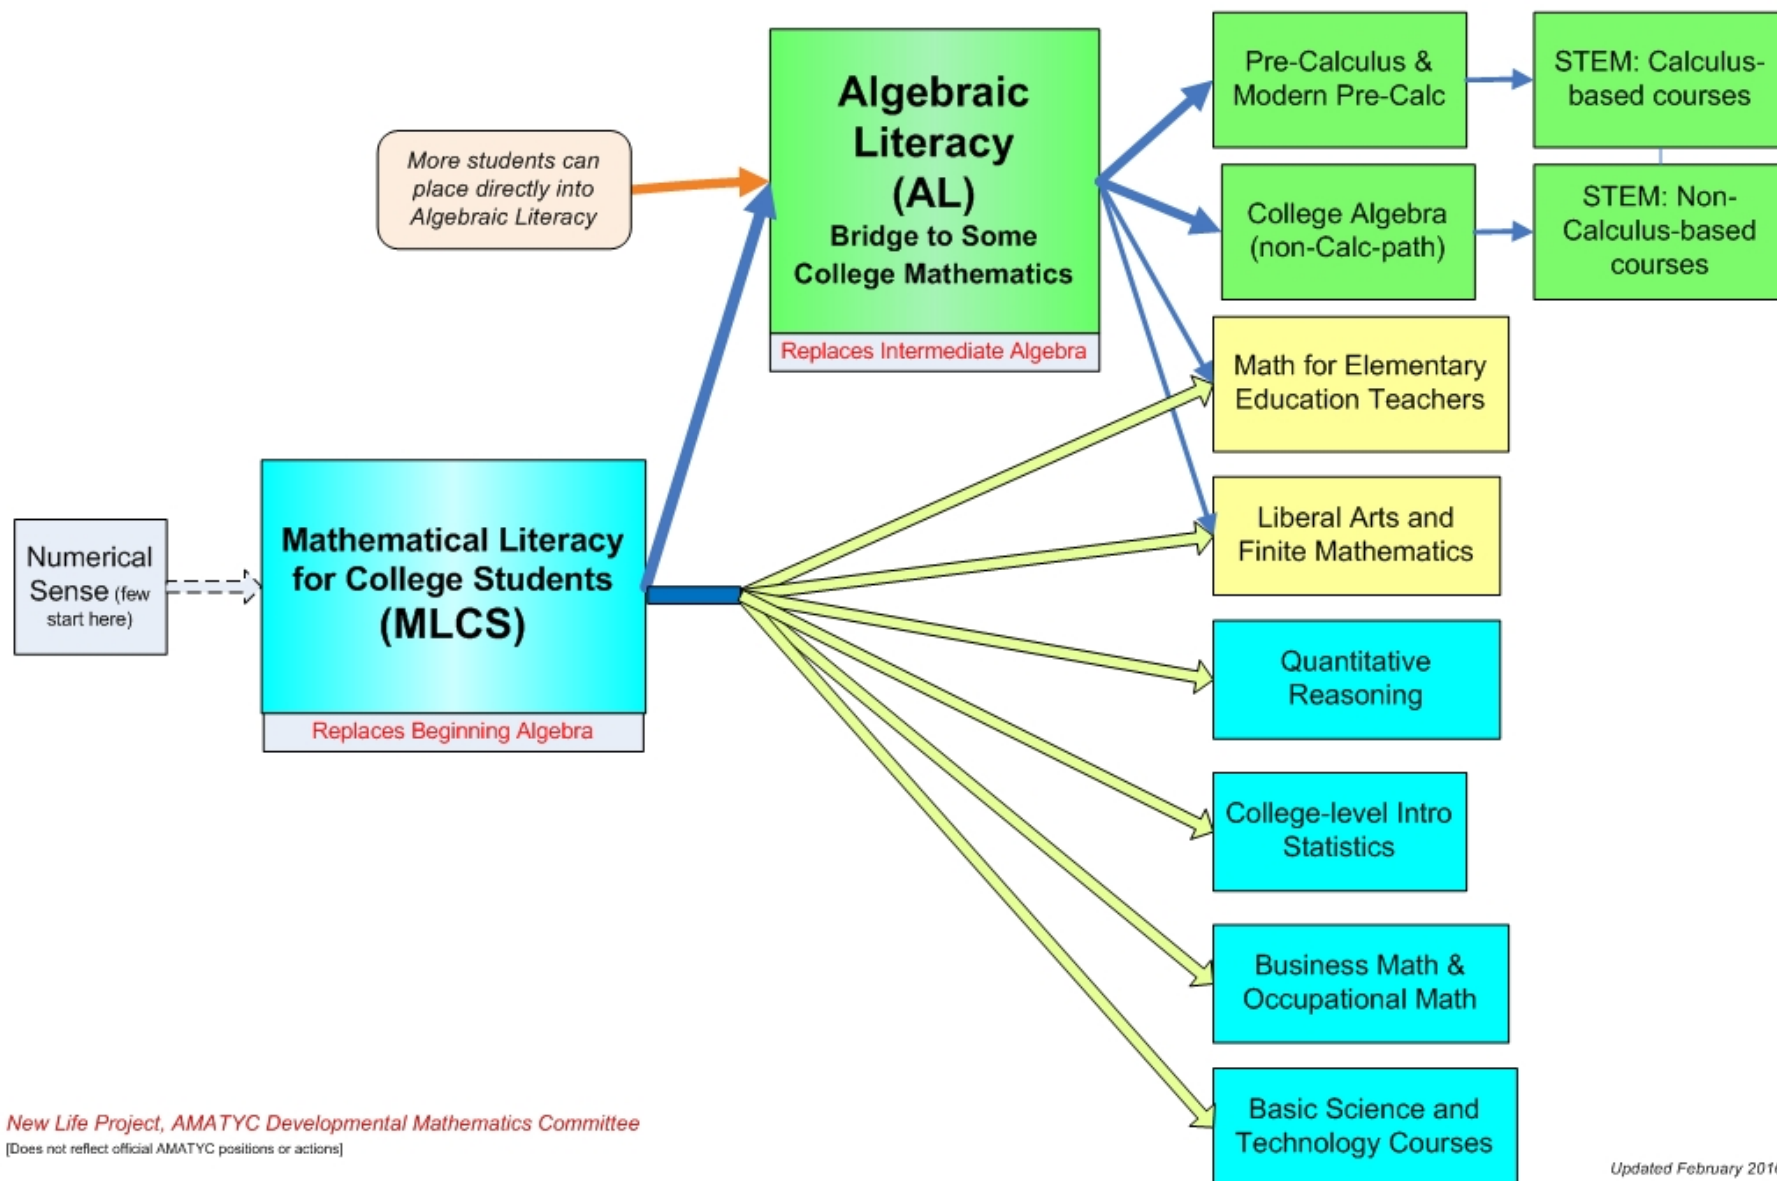 Algebraic
Literacy
(AL)
Bridge to Some
College Mathematics
Replaces Intermediate Algebra
More students can
place directly into
Algebraic Literacy
Pre-Calculus &
Modern Pre-Calc
STEM: Calculus-
based courses
College Algebra
(non-Calc-path)
STEM: Non-
Calculus-based
courses
Math for Elementary
Education Teachers
Liberal Arts and
Finite Mathematics
Numerical
Sense (few
start here)
Mathematical Literacy
for College Students
(MLCS)
Replaces Beginning Algebra
Quantitative
Reasoning
College-level Intro
Statistics
Business Math &
Occupational Math
Basic Science and
Technology Courses
New Life Project, AMATYC Developmental Mathematics Committee
[Does not reflect official AMATYC positions or actions]
Updated February 2016